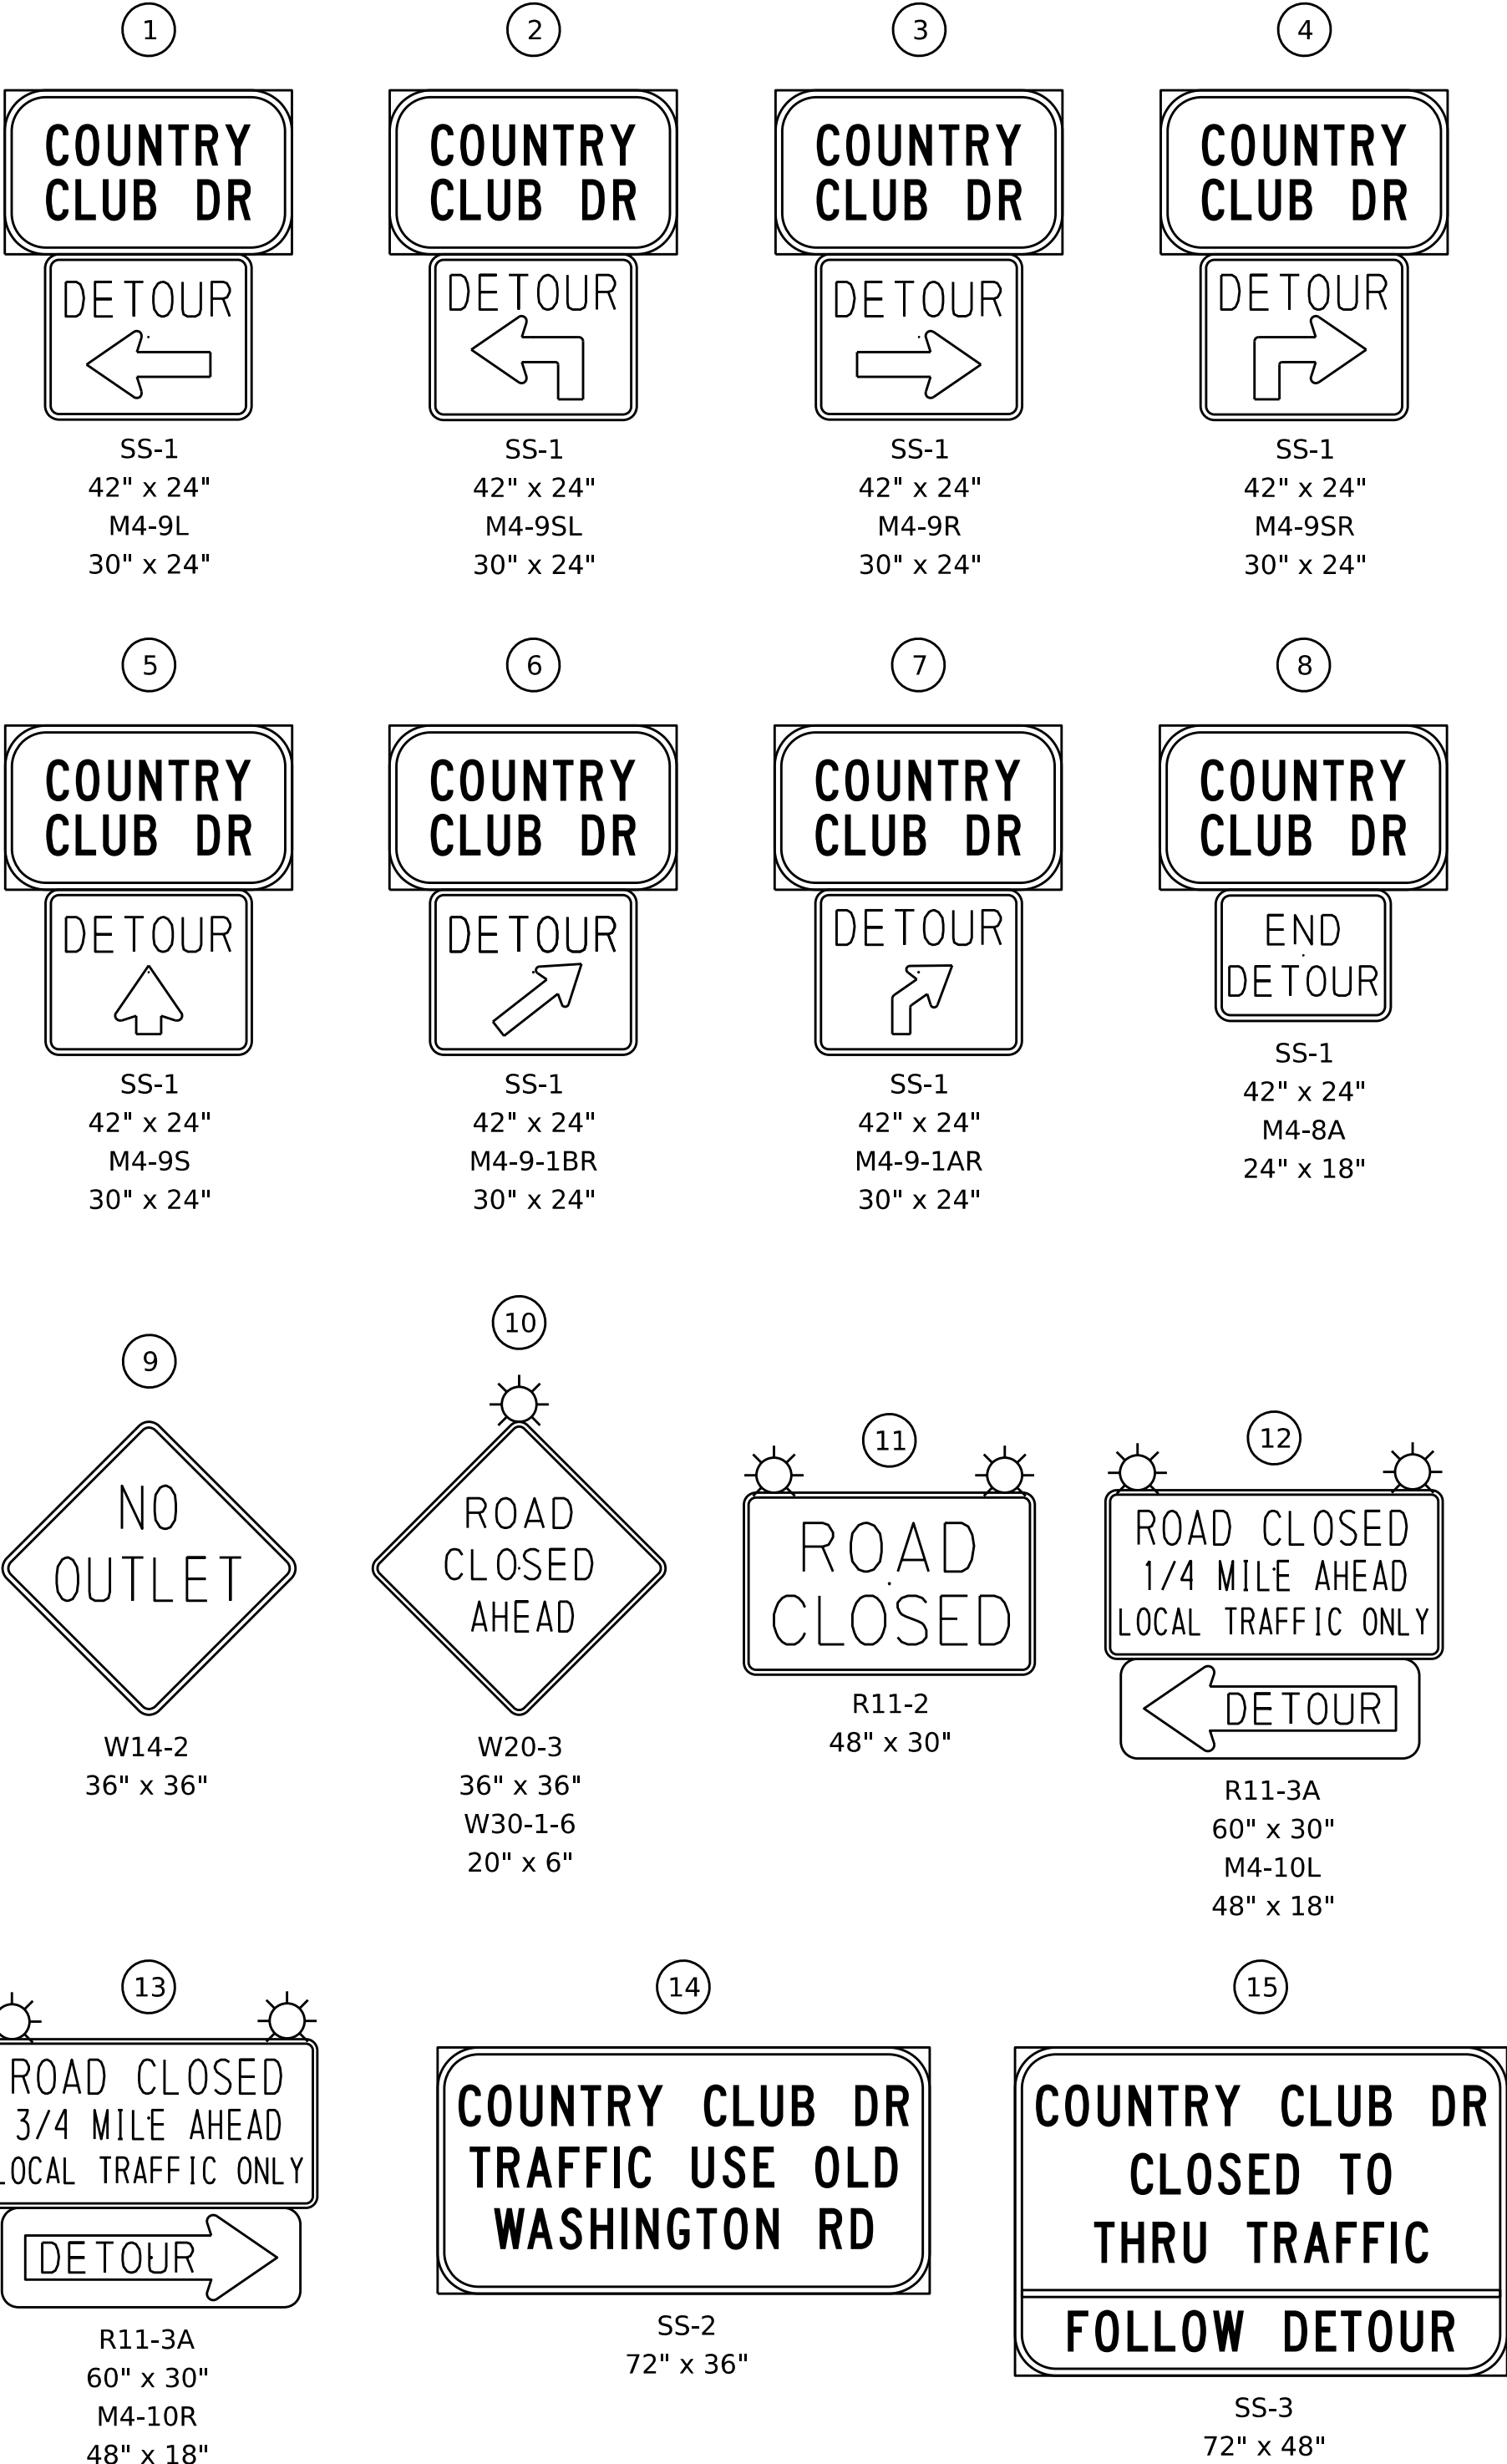 1
COUNTRY
CLUB DR
DETOUR
SS-1
42" x 24"
M4-9L
30" x 24"
2
COUNTRY
CLUB DR
DETOUR
SS-1
42" x 24"
M4-9SL
30" x 24"
3
COUNTRY
CLUB DR
DETOUR
SS-1
42" x 24"
M4-9R
30" x 24"
4
COUNTRY
CLUB DR
DETOUR
SS-1
42" x 24"
M4-9SR
30" x 24"
5
COUNTRY
CLUB DR
DETOUR
SS-1
42" x 24"
M4-9S
30" x 24"
6
COUNTRY
CLUB DR
DETOUR
SS-1
42" x 24"
M4-9-1BR
30" x 24"
7
COUNTRY
CLUB DR
DETOUR
SS-1
42" x 24"
M4-9-1AR
30" x 24"
8
COUNTRY
CLUB DR
END
DETOUR
SS-1
42" x 24"
M4-8A
24" x 18"
9
NO
OUTLET
W14-2
36" x 36"
10
ROAD
CLOSED
AHEAD
W20-3
36" x 36"
W30-1-6
20" x 6"
11
ROAD
CLOSED
R11-2
48" x 30"
12
ROAD CLOSED
1/4 MILE AHEAD
LOCAL TRAFFIC ONLY
DETOUR
R11-3A
60" x 30"
M4-10L
48" x 18"
13
ROAD CLOSED
3/4 MILE AHEAD
LOCAL TRAFFIC ONLY
DETOUR
R11-3A
60" x 30"
M4-10R
48" x 18"
14
COUNTRY CLUB DR
TRAFFIC USE OLD
WASHINGTON RD
SS-2
72" x 36"
15
COUNTRY CLUB DR
CLOSED TO
THRU TRAFFIC
FOLLOW DETOUR
SS-3
72" x 48"